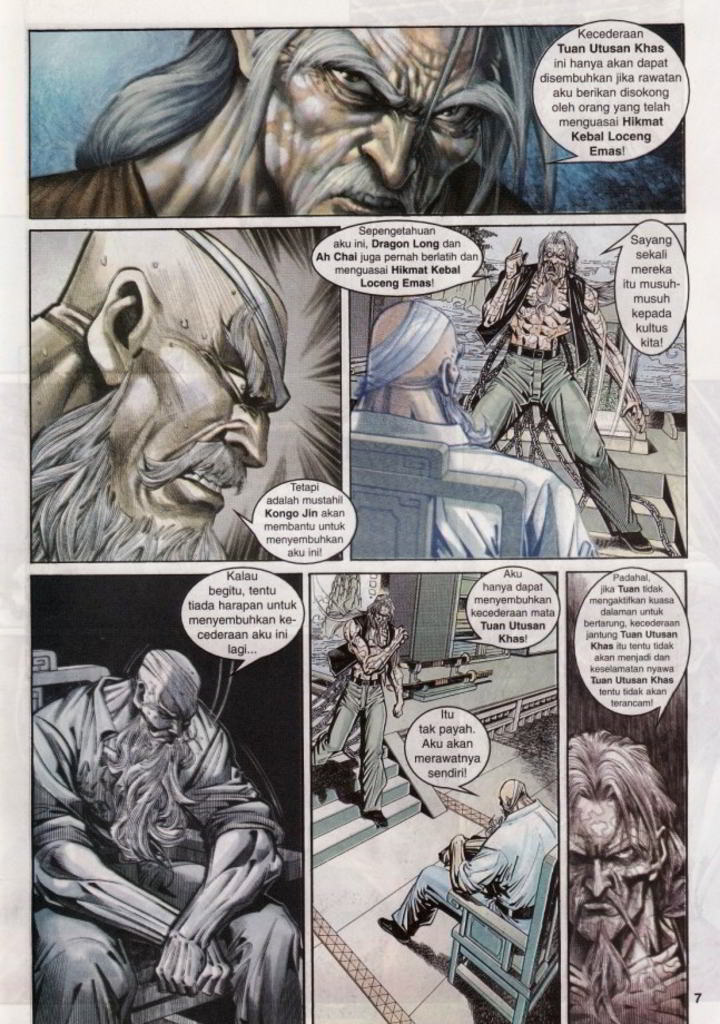 Kecederaan
Tuan Utusan Khas
ini hanya akan dapat
disembuhkan jika rawatan
aku berikan disokong
oleh orang yang telah
menguasai Hikmat
Kebal Loceng
Emas!
Tetapi
adalah mustahil
Kongo Jin akan
membantu untuk
menyembuhkan
aku ini!
Sepengetahuan
aku ini, Dragon Long dan
Ah Chai juga pernah berlatih dan
menguasai Hikmat Kebal
Loceng Emas!
Sayang
sekali
mereka
itu musuh-
musuh
kepada
kultus
kita!
Kalau
begitu, tentu
tiada harapan untuk
menyembuhkan ke-
cederaan aku ini
lagi...
Aku
hanya dapat
menyembuhkan
kecederaan mata
Tuan Utusan
Khas!
Itu
tak payah.
Aku akan
merawatnya
sendiri!
Padahal,
jika Tuan tidak
mengaktifkan kuasa
dalaman untuk
bertarung, kecederaan
jantung Tuan Utusan
Khas itu tentu tidak
akan menjadi dan
keselamatan nyawa
Tuan Utusan Khas
tentu tidak akan
terancam!
7